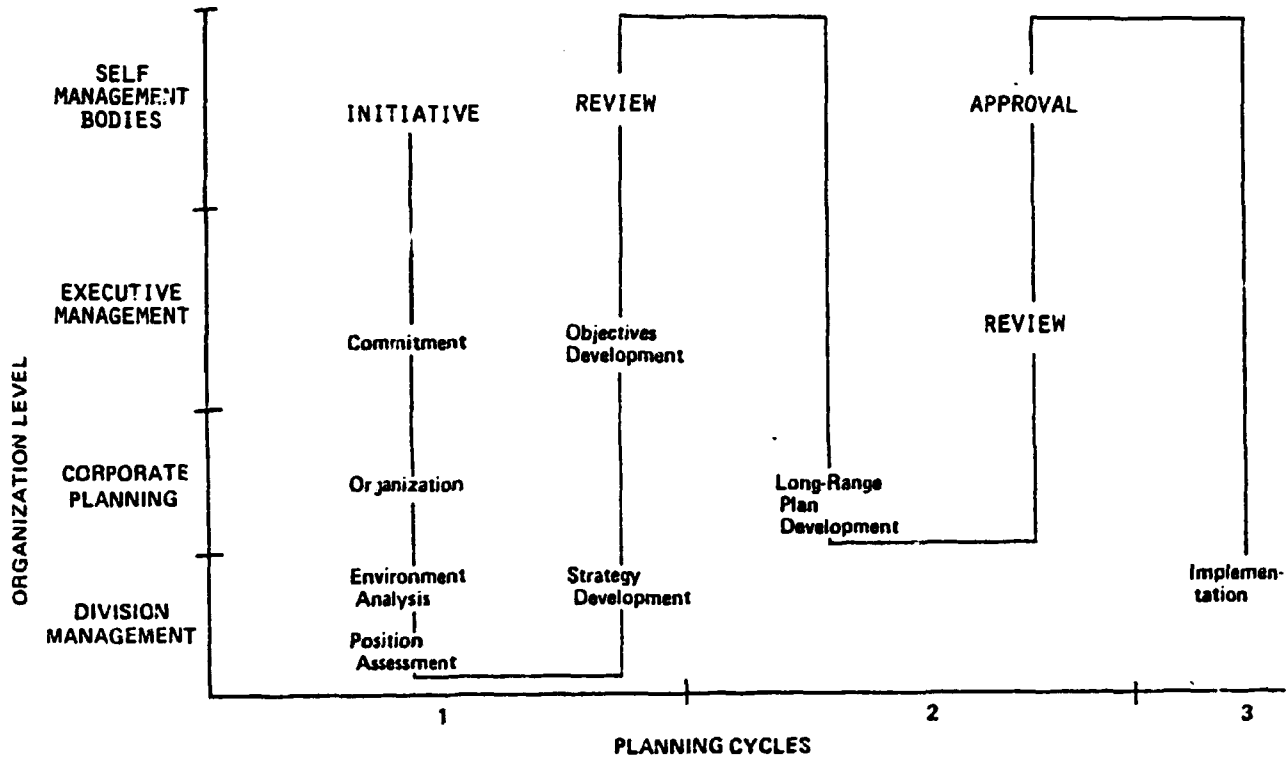 SELF
MANAGEMENT
BODIES
EXECUTIVE
MANAGEMENT
CORPORATE
PLANNING
DIVISION
MANAGEMENT
ORGANIZATION LEVEL
INITIATIVE
Commitment
Organization
Environment
Analysis
Position
Assessment
REVIEW
Objectives
Development
Strategy
Development
Long-Range
Plan
Development
APPROVAL
REVIEW
Implemen-
tation
1
2
3
PLANNING CYCLES